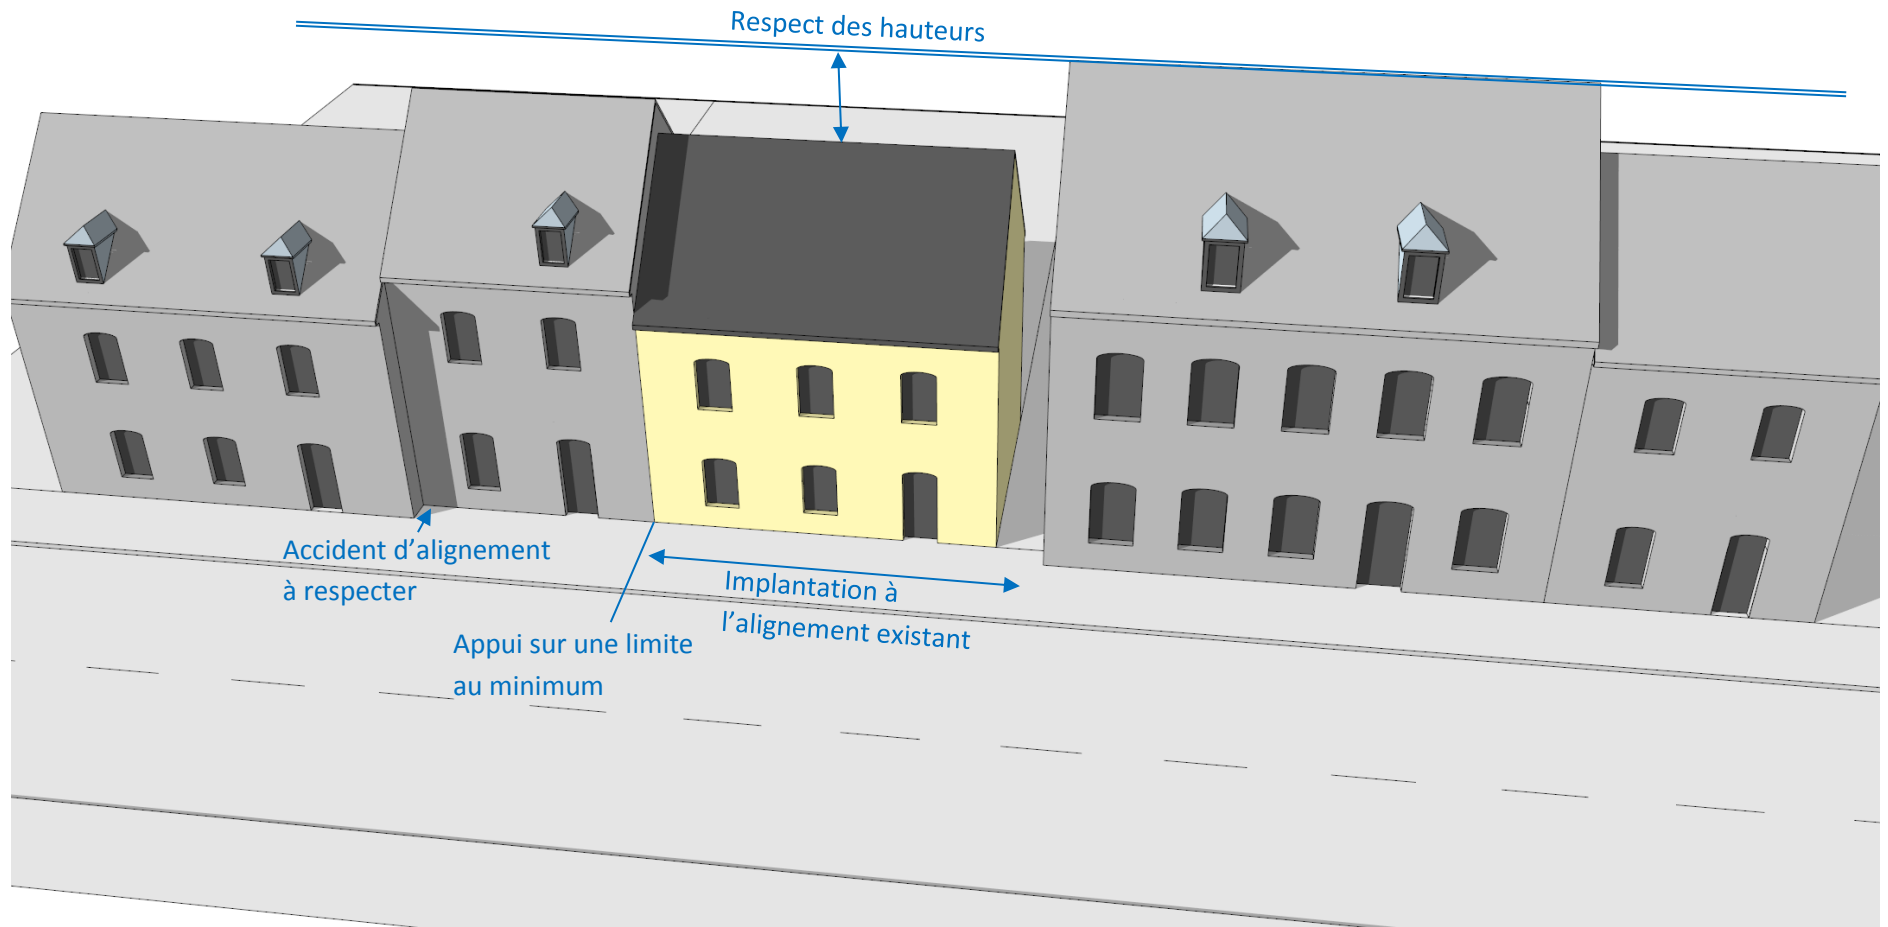 Respect des hauteurs
Accident d’alignement
à respecter
Implantation à
l’alignement existant
Appui sur une limite
au minimum